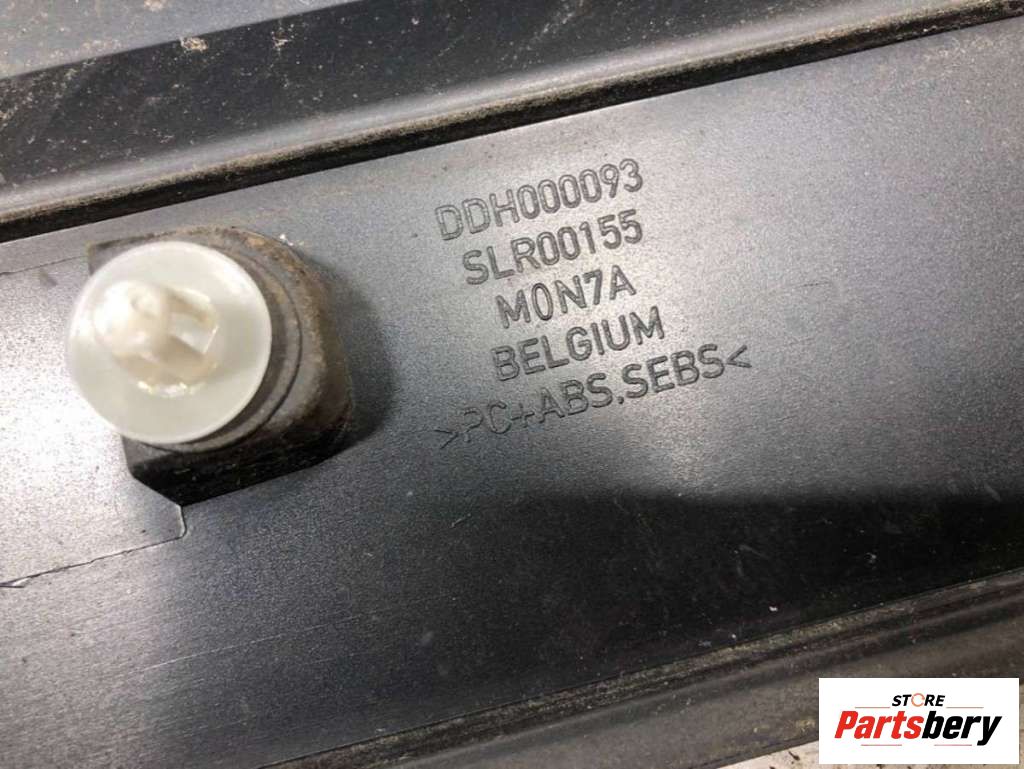 DDH000093
SLR00155
M0N7A
BELGIUM
>PC+ABS.SEBS<
STORE
Partsbery